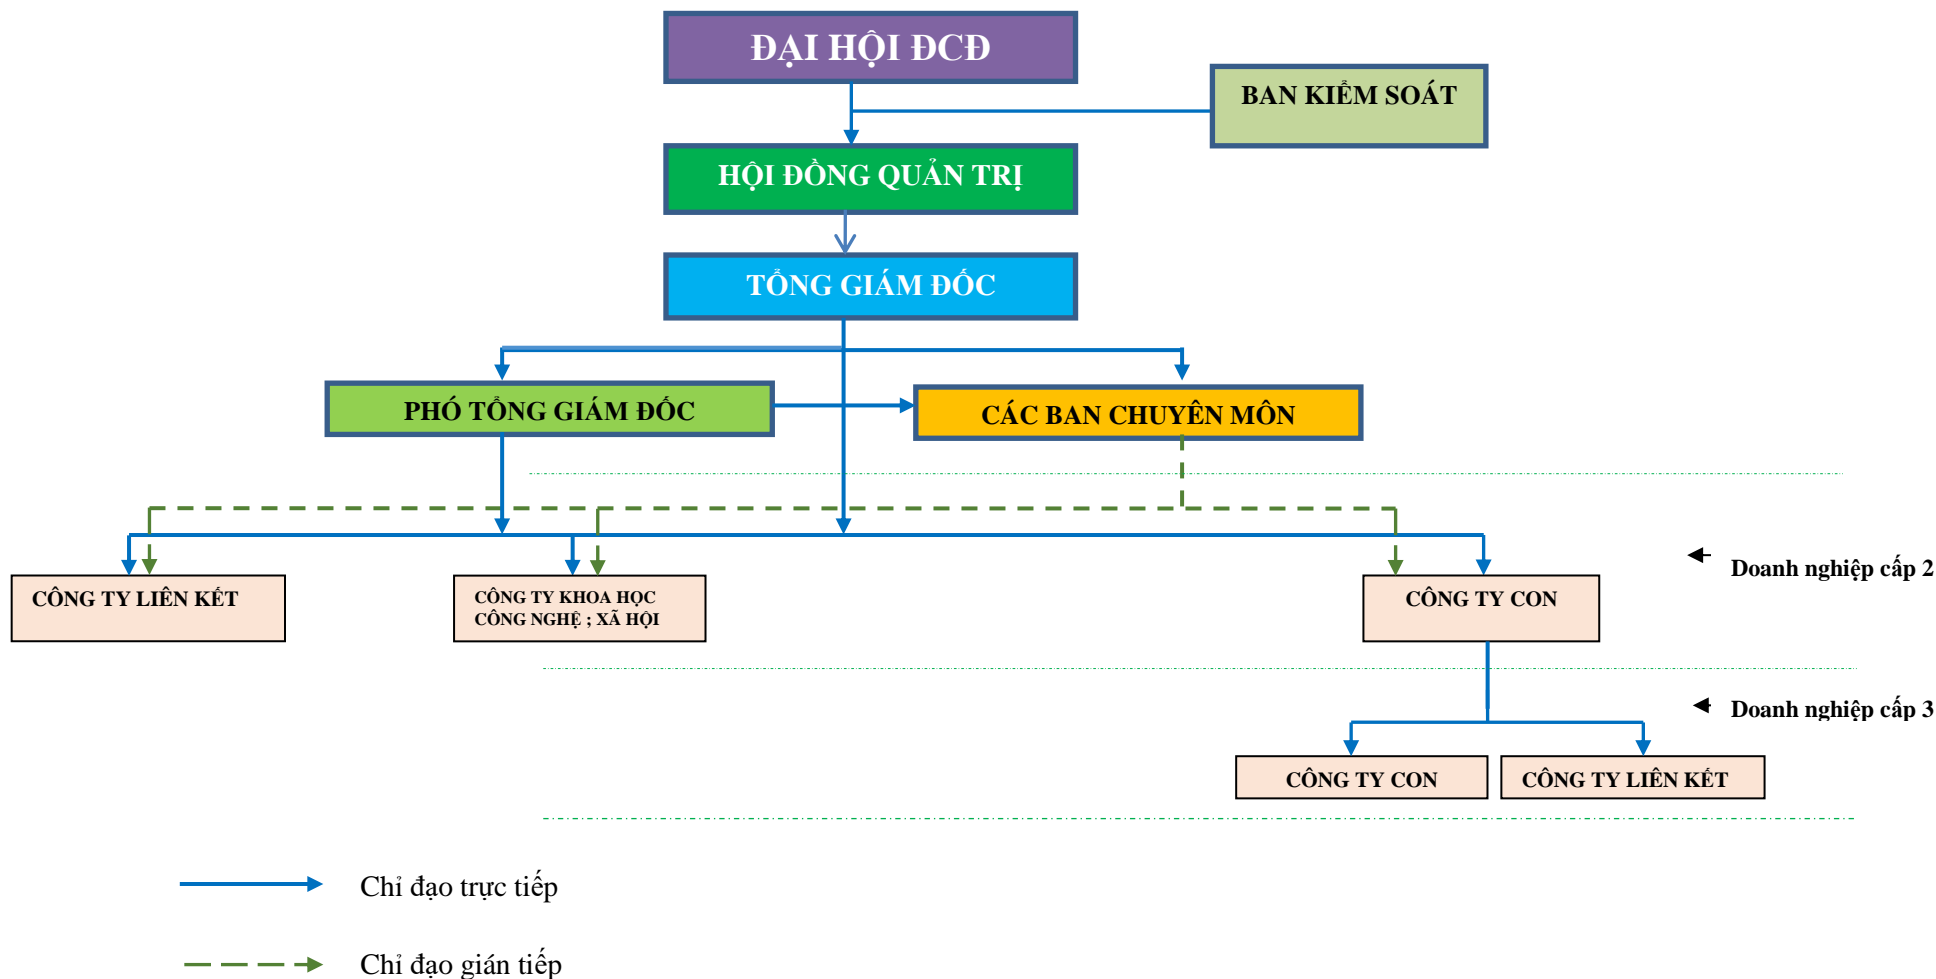 ĐẠI HỘI ĐCĐ
BAN KIỂM SOÁT
HỘI ĐỒNG QUẢN TRỊ
TỔNG GIÁM ĐỐC
PHÓ TỔNG GIÁM ĐỐC
CÁC BAN CHUYÊN MÔN
Doanh nghiệp cấp 2
CÔNG TY LIÊN KẾT
CÔNG TY KHOA HỌC
CÔNG NGHỆ ; XÃ HỘI
CÔNG TY CON
Doanh nghiệp cấp 3
CÔNG TY CON
CÔNG TY LIÊN KẾT
Chỉ đạo trực tiếp
Chỉ đạo gián tiếp